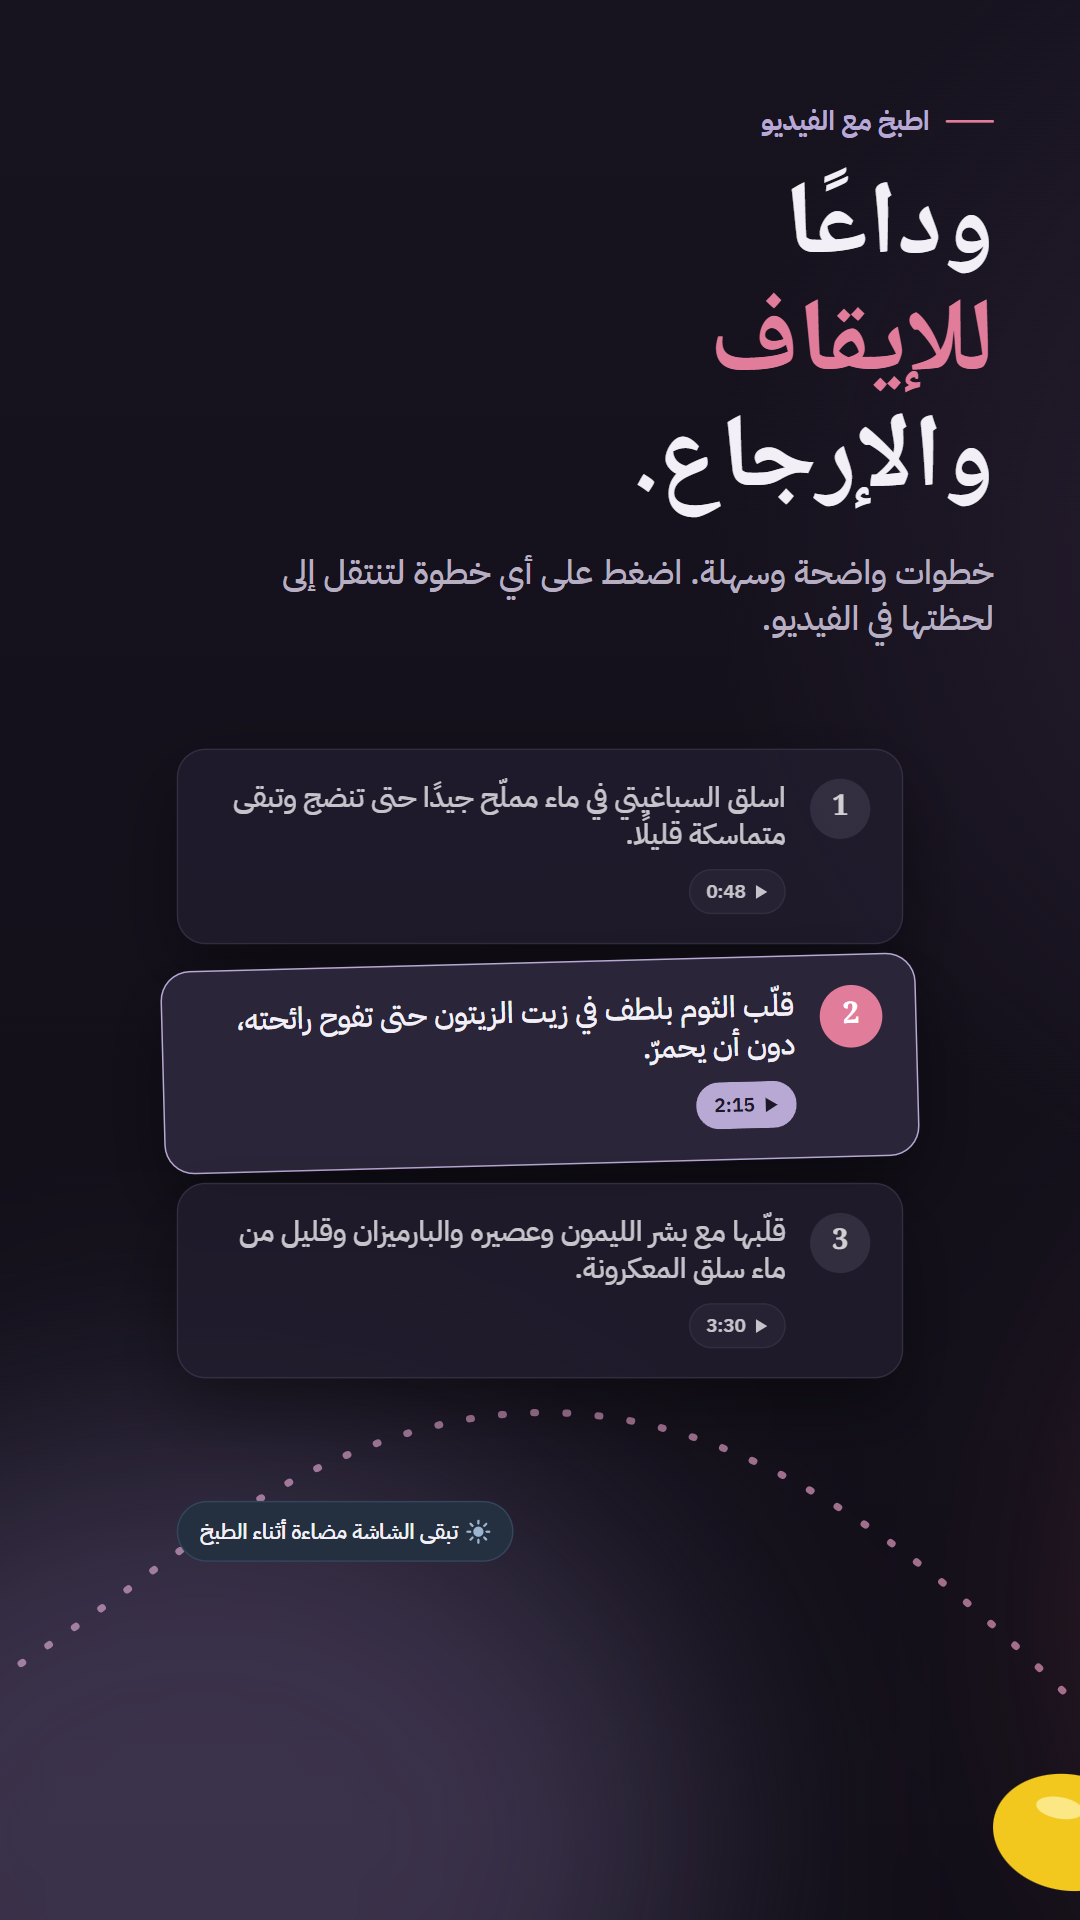 اطبخ مع الفيديو
وداعًا
للإيقاف
والإرجاع.
خطوات واضحة وسهلة. اضغط على أي خطوة لتنتقل إلى
لحظتها في الفيديو.
1
اسلق السباغيتي في ماء مملّح جيدًا حتى تنضج وتبقى
متماسكة قليلًا.
0:48
2
قلّب الثوم بلطف في زيت الزيتون حتى تفوح رائحته،
دون أن يحمرّ.
2:15
3
قلّبها مع بشر الليمون وعصيره والبارميزان وقليل من
ماء سلق المعكرونة.
3:30
تبقى الشاشة مضاءة أثناء الطبخ